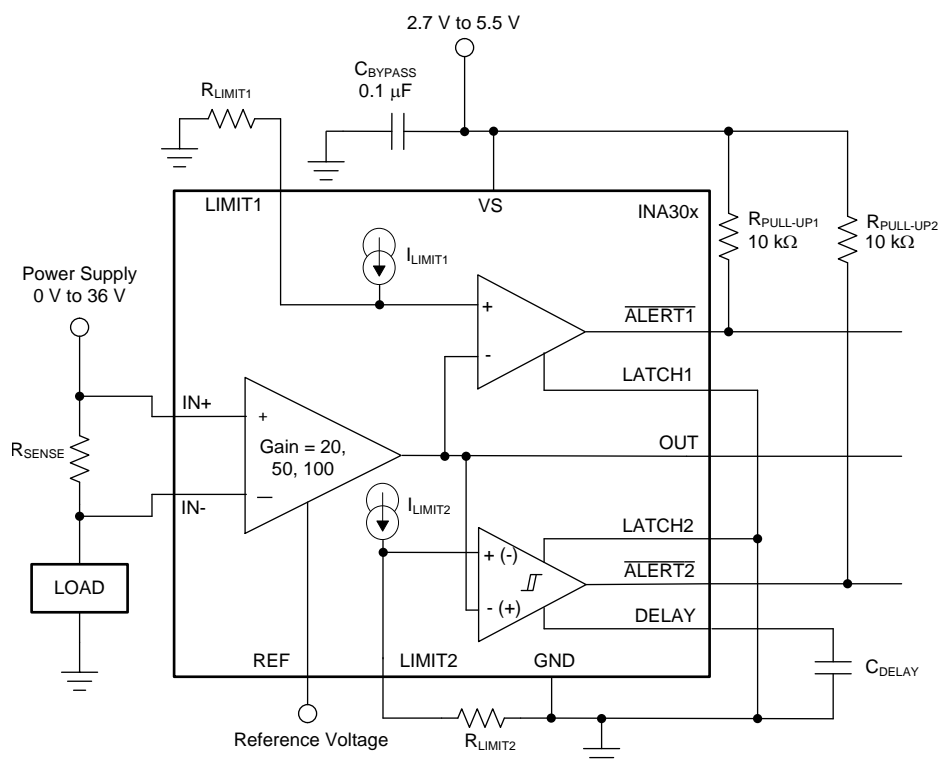 2.7 V to 5.5 V
CBYPASS
0.1 μF
RLIMIT1
LIMIT1
VS
INA30x
RPULL-UP1
10 kΩ
RPULL-UP2
10 kΩ
ILIMIT1
Power Supply
0 V to 36 V
+
-
ALERT1
LATCH1
IN+
+
RSENSE
Gain = 20,
50, 100
OUT
IN-
−
ILIMIT2
LATCH2
+ (-)
ALERT2
LOAD
- (+)
DELAY
REF
LIMIT2
GND
CDELAY
Reference Voltage
RLIMIT2